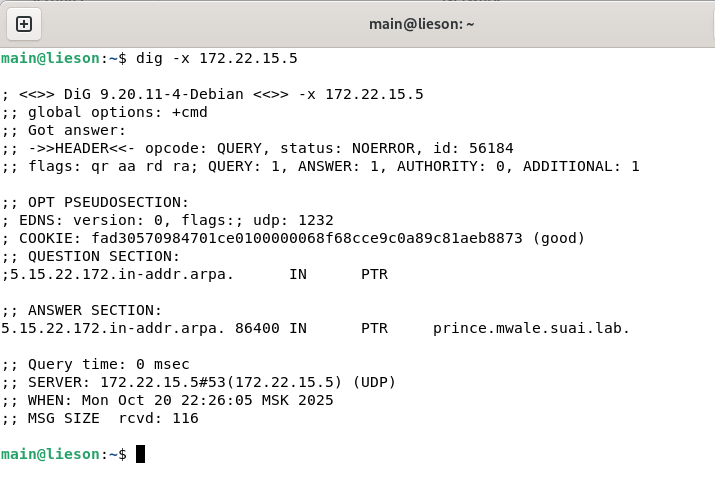 main@lieson: ~
main@lieson:~$ dig -x 172.22.15.5
; <<>> DiG 9.20.11-4-Debian <<>> -x 172.22.15.5
;; global options: +cmd
;; Got answer:
;; ->>HEADER<<- opcode: QUERY, status: NOERROR, id: 56184
;; flags: qr aa rd ra; QUERY: 1, ANSWER: 1, AUTHORITY: 0, ADDITIONAL: 1
;; OPT PSEUDOSECTION:
; EDNS: version: 0, flags:; udp: 1232
; COOKIE: fad30570984701ce0100000068f68cce9c0a89c81aeb8873 (good)
;; QUESTION SECTION:
;5.15.22.172.in-addr.arpa.      IN      PTR
;; ANSWER SECTION:
5.15.22.172.in-addr.arpa. 86400 IN      PTR     prince.mwale.suai.lab.
;; Query time: 0 msec
;; SERVER: 172.22.15.5#53(172.22.15.5) (UDP)
;; WHEN: Mon Oct 20 22:26:05 MSK 2025
;; MSG SIZE  rcvd: 116
main@lieson:~$